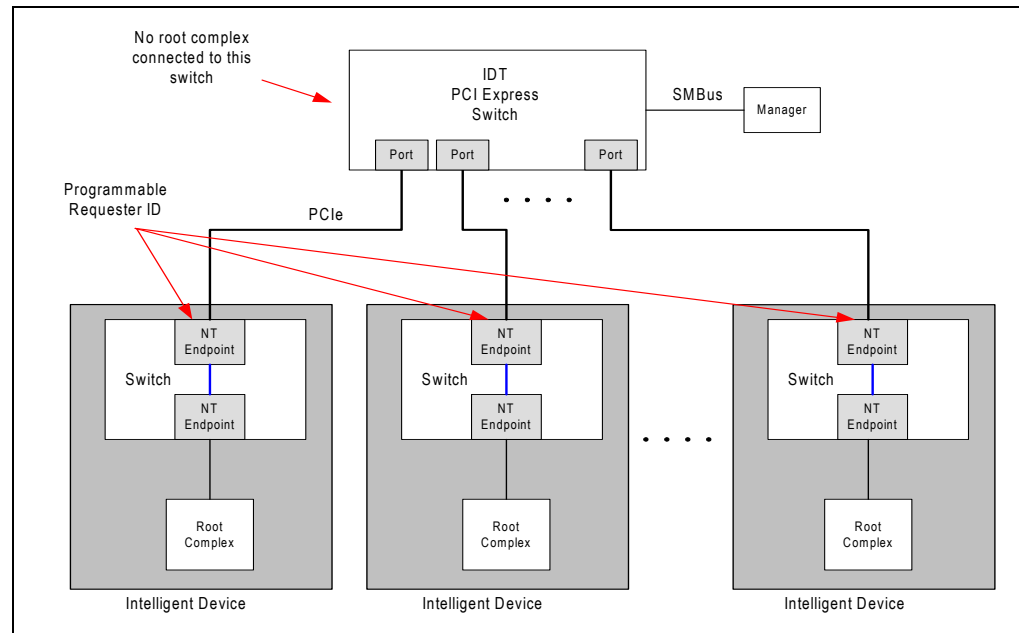 No root complex
connected to this
switch
IDT
PCI Express
Switch
SMBus
Manager
Port
Port
Port
Programmable
Requester ID
PCIe
NT
Endpoint
Switch
NT
Endpoint
Root
Complex
Intelligent Device
NT
Endpoint
Switch
NT
Endpoint
Root
Complex
Intelligent Device
NT
Endpoint
Switch
NT
Endpoint
Root
Complex
Intelligent Device